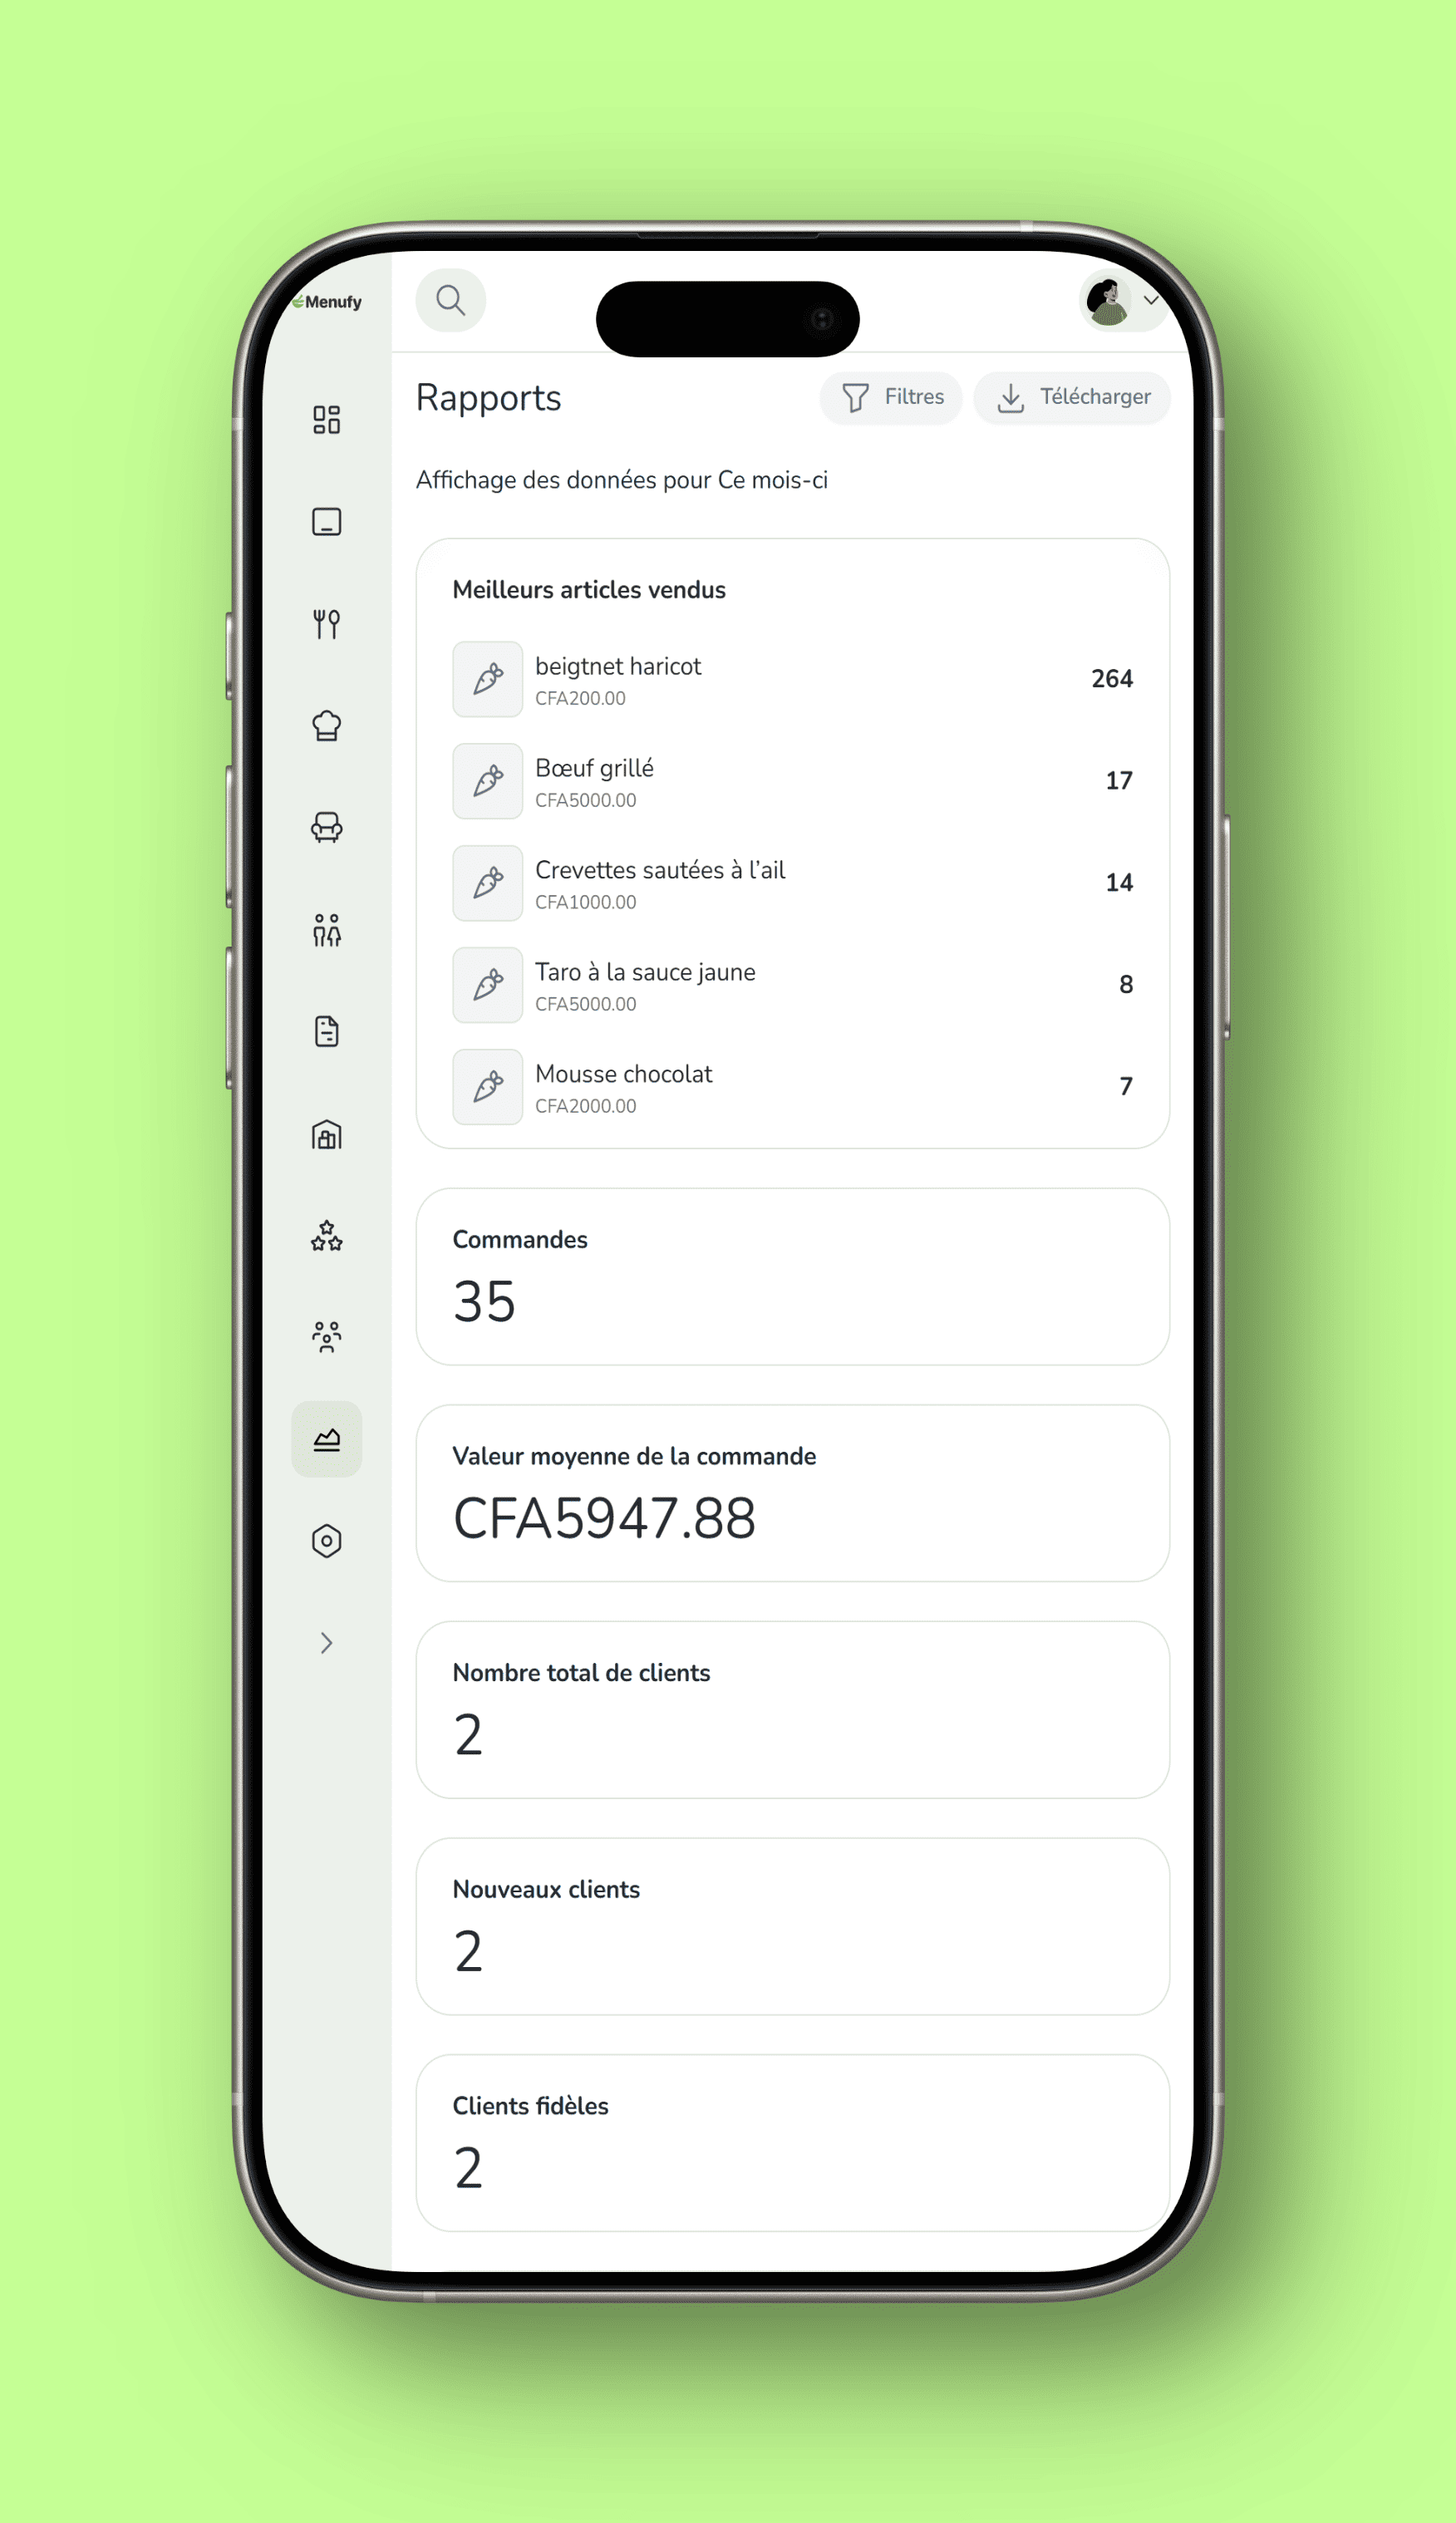 Menufy
Rapports
Filtres
Télécharger
Affichage des données pour Ce mois-ci
Meilleurs articles vendus
beigtnet haricot
CFA200.00
264
Bœuf grillé
CFA5000.00
17
Crevettes sautées à l’ail
CFA1000.00
14
Taro à la sauce jaune
CFA5000.00
8
Mousse chocolat
CFA2000.00
7
Commandes
35
Valeur moyenne de la commande
CFA5947.88
Nombre total de clients
2
Nouveaux clients
2
Clients fidèles
2